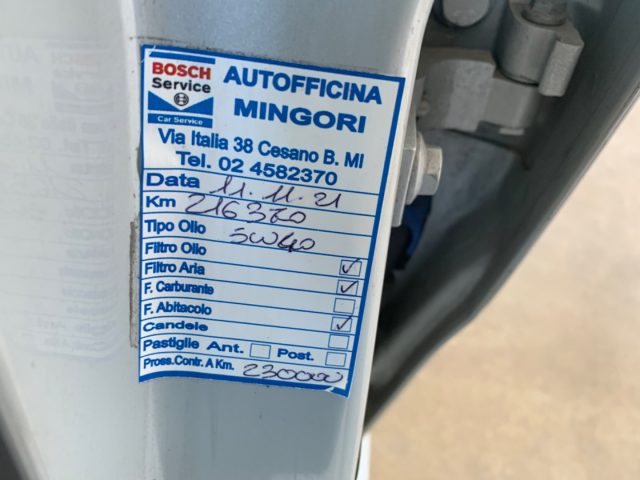 BOSCH
Service
Car Service
AUTOFFICINA
MINGORI
Via Italia 38 Cesano B. MI
Tel. 02 4582370
Data 11.11.21
Km 216370
Tipo Olio 5W40
Filtro Olio ✓
Filtro Aria ✓
F. Carburante
F. Abitacolo ✓
Candele
Pastiglie Ant. Post.
Pross.Contr. A Km. 230000